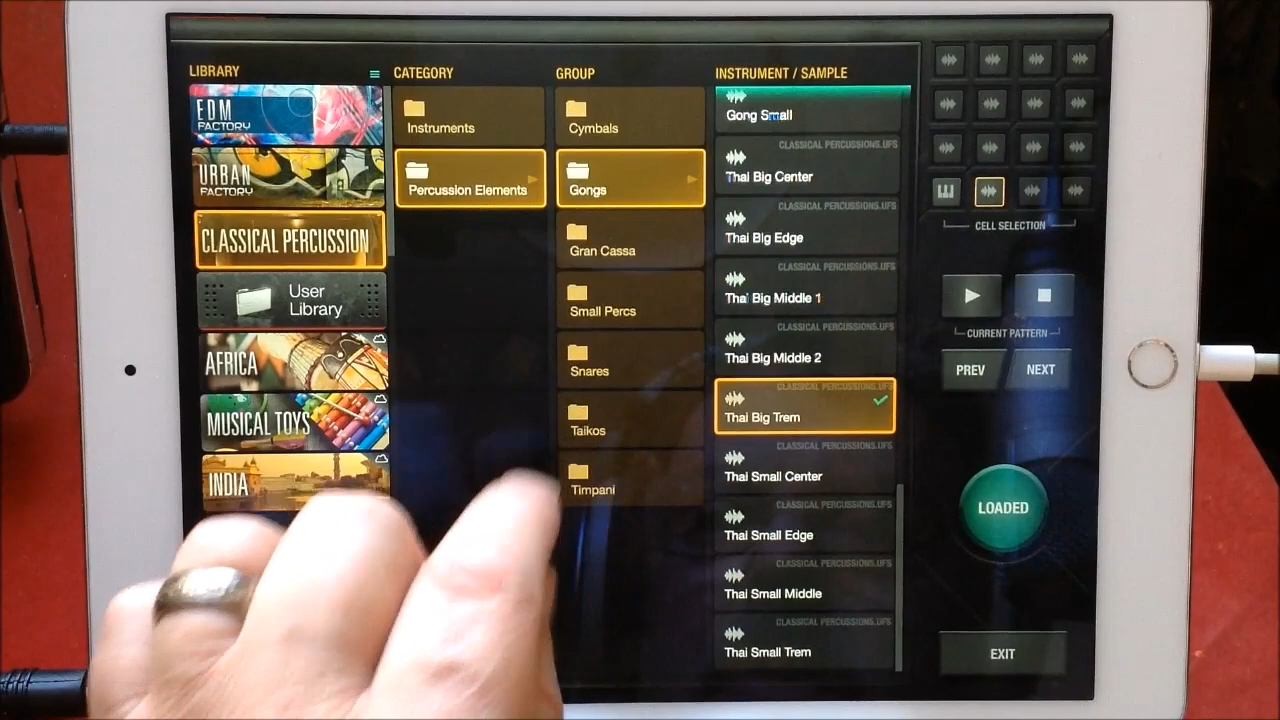 LIBRARY
CATEGORY
GROUP
INSTRUMENT / SAMPLE
EDM
FACTORY
URBAN
FACTORY
CLASSICAL PERCUSSION
User
Library
AFRICA
MUSICAL TOYS
INDIA
Instruments
Percussion Elements
Cymbals
Gongs
Gran Cassa
Small Percs
Snares
Taikos
Timpani
Gong Small
CLASSICAL PERCUSSIONS.UFS
Thai Big Center
CLASSICAL PERCUSSIONS.UFS
Thai Big Edge
CLASSICAL PERCUSSIONS.UFS
Thai Big Middle 1
CLASSICAL PERCUSSIONS.UFS
Thai Big Middle 2
CLASSICAL PERCUSSIONS.UFS
Thai Big Trem
CLASSICAL PERCUSSIONS.UFS
Thai Small Center
CLASSICAL PERCUSSIONS.UFS
Thai Small Edge
CLASSICAL PERCUSSIONS.UFS
Thai Small Middle
CLASSICAL PERCUSSIONS.UFS
Thai Small Trem
CELL SELECTION
CURRENT PATTERN
PREV
NEXT
LOADED
EXIT